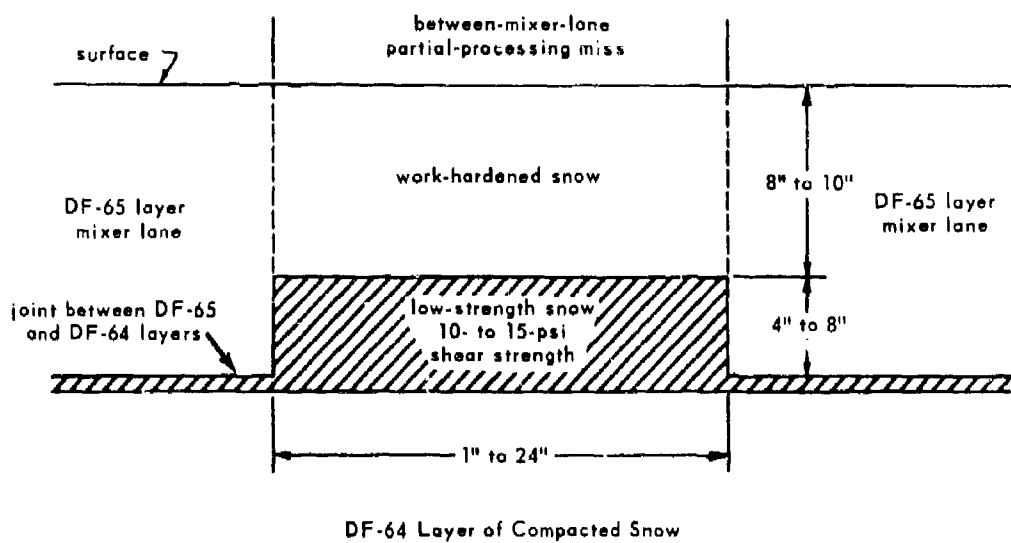 between-mixer-lane
partial-processing miss
surface
work-hardened snow
8" to 10"
DF-65 layer
mixer lane
DF-65 layer
mixer lane
joint between DF-65
and DF-64 layers
low-strength snow
10- to 15-psi
shear strength
4" to 8"
1" to 24"
DF-64 Layer of Compacted Snow